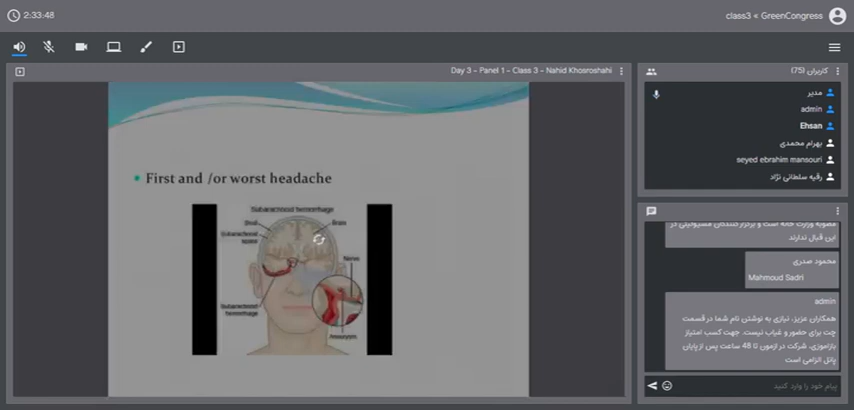 2:33:48
class3 < GreenCongress
Day 3 - Panel 1 - Class 3 - Nahid Khosroshahi
First and /or worst headache
Subarachnoid hemorrhage
Skull
Brain
Subarachnoid
space
Nerve
Subarachnoid
hemorrhage
Aneurysm
کاربران (75)
مدیر
admin
Ehsan
بهرام محمدی
seyed ebrahim mansouri
رقیه سلطانی نژاد
مصوبه وزارت خانه است و برگزار کنندگان مسئولیتی در
این قبال ندارند
محمود صدری
Mahmoud Sadri
admin
همکاران عزیز، نیازی به نوشتن نام شما در قسمت
چت برای حضور و غیاب نیست. جهت کسب امتیاز
بازآموزی، شرکت در آزمون تا 48 ساعت پس از پایان
پانل الزامی است
پیام خود را وارد کنید